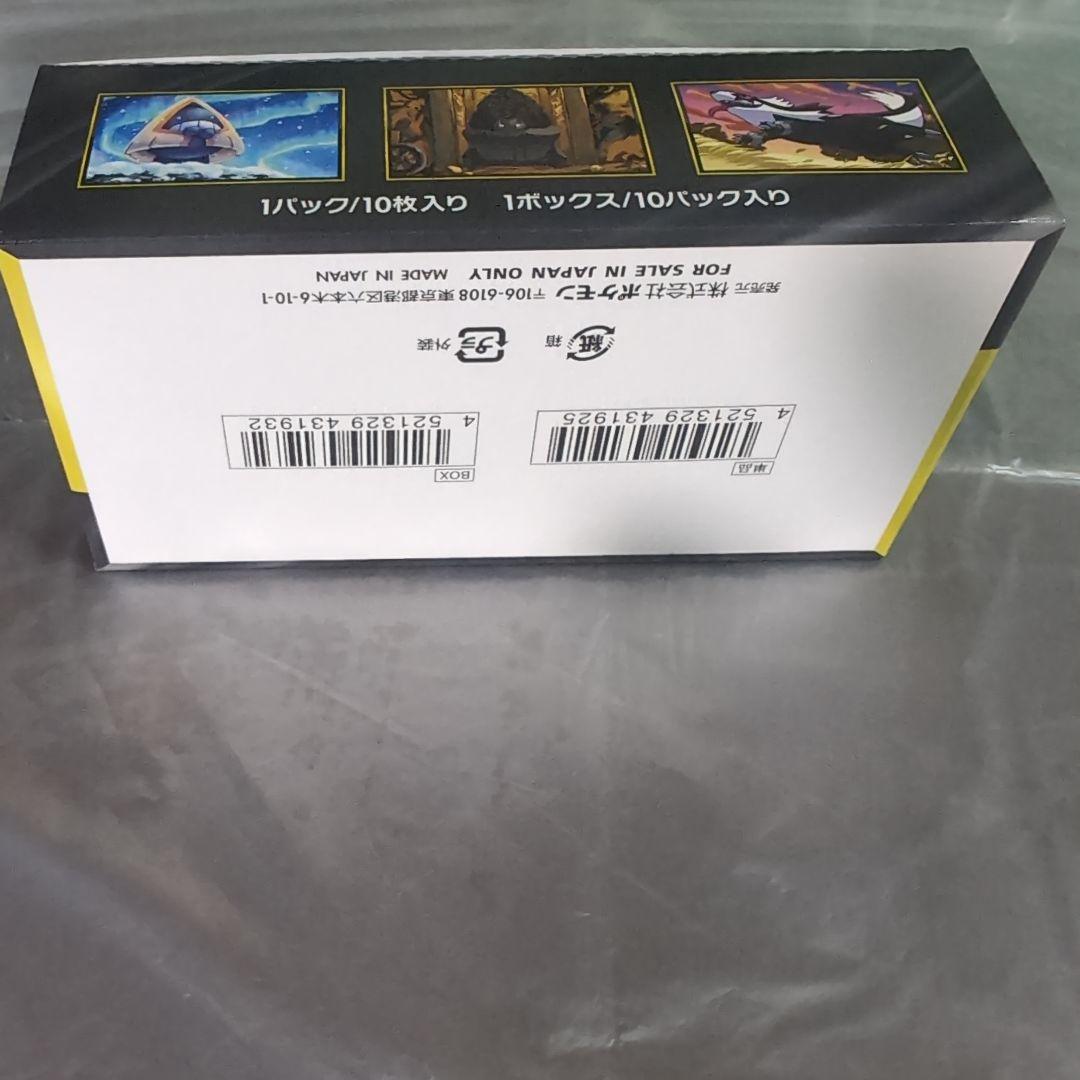 1パック/10枚入り 1ボックス/10パック入り
発売元 株式会社 ポケモン 〒106-6108 東京都港区六本木6-10-1
FOR SALE IN JAPAN ONLY MADE IN JAPAN
紙 箱 プラ 外装
4 521329 431925
4 521329 431932
単品
BOX